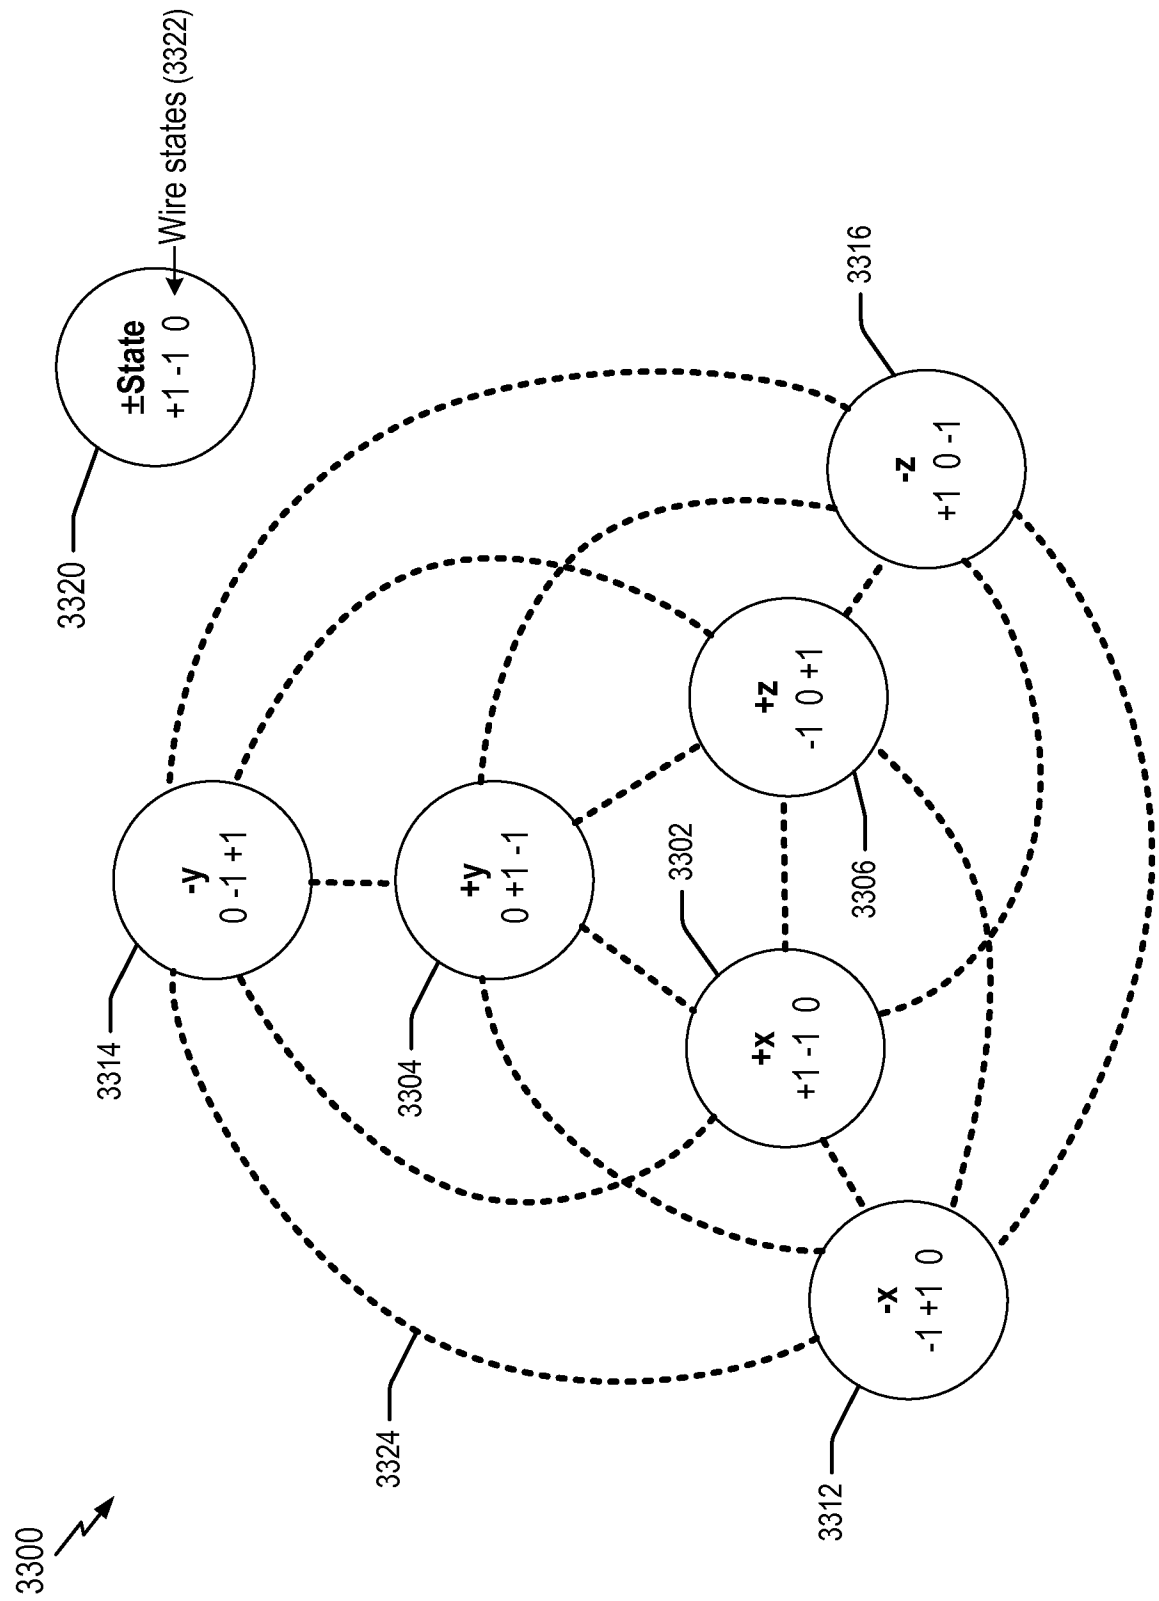 3300
3320
±State
+1 -1 0
Wire states (3322)
3314
-y
0 -1 +1
3324
3304
+y
0 +1 -1
3302
+x
+1 -1 0
+z
-1 0 +1
3306
3316
-z
+1 0 -1
3312
-x
-1 +1 0